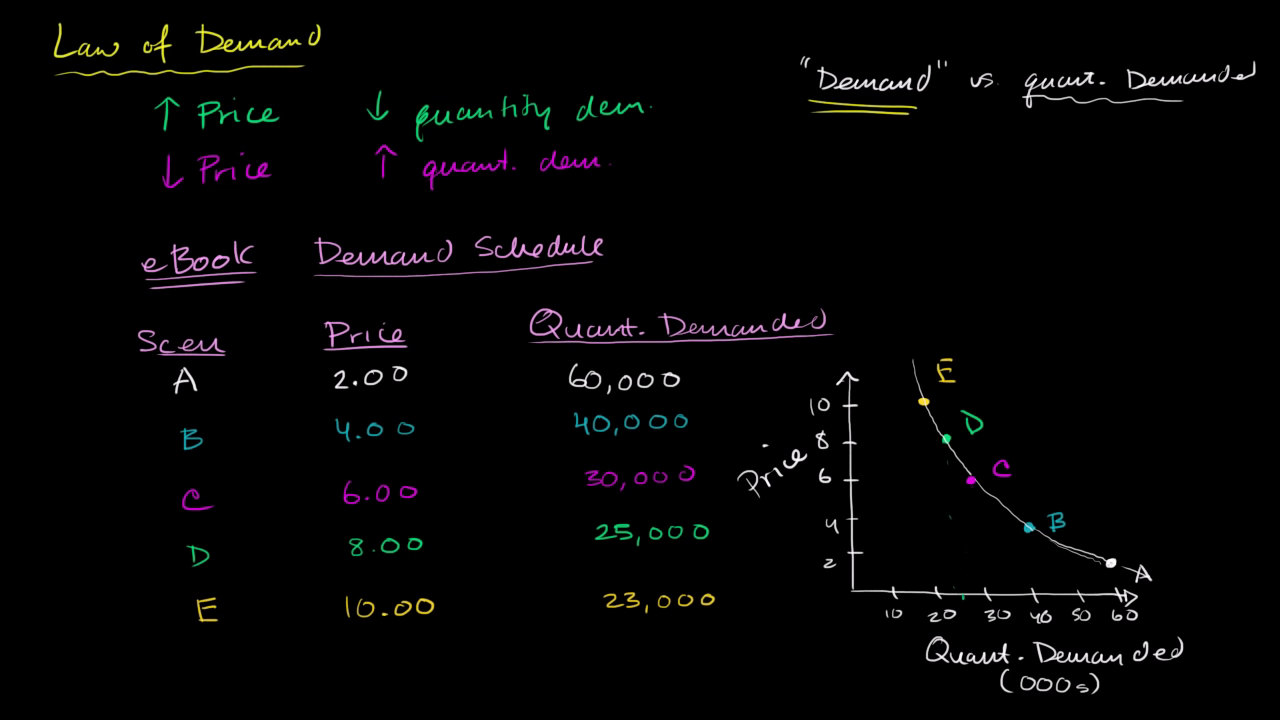 Law of Demand
"Demand" vs. quant. Demanded
↑ Price ↓ quantity dem.
↓ Price ↑ quant. dem.
eBook Demand Schedule
Scen Price Quant. Demanded
A 2.00 60,000
B 4.00 40,000
C 6.00 30,000
D 8.00 25,000
E 10.00 23,000
E
D
C
B
A
Price
10
8
6
4
2
10 20 30 40 50 60
Quant. Demanded
(000s)